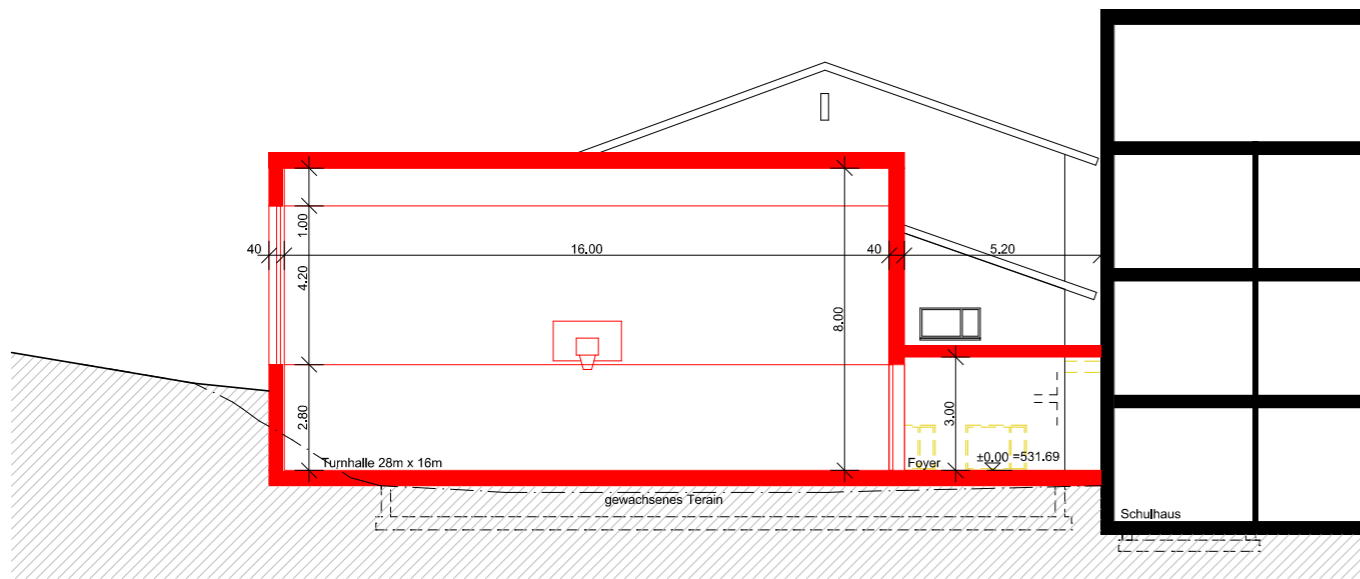 1.00
40
16.00
40
5.20
4.20
8.00
2.80
3.00
Turnhalle 28m x 16m
Foyer
±0.00 =531.69
gewachsenes Terain
Schulhaus